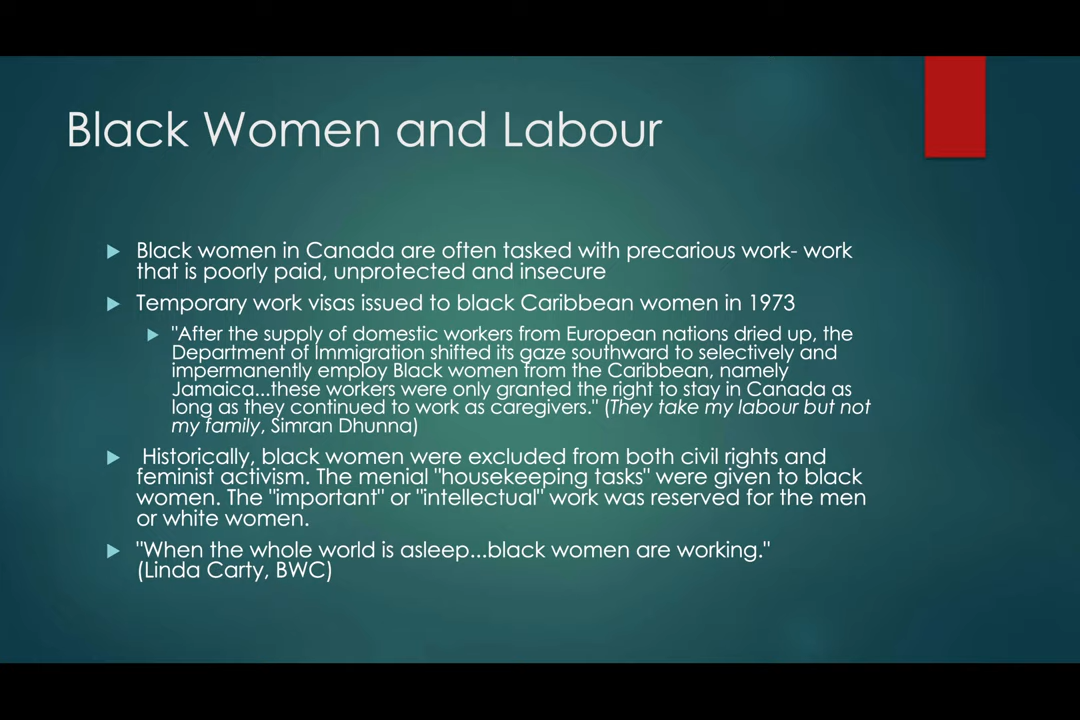 Black Women and Labour
Black women in Canada are often tasked with precarious work- work
that is poorly paid, unprotected and insecure
Temporary work visas issued to black Caribbean women in 1973
"After the supply of domestic workers from European nations dried up, the
Department of Immigration shifted its gaze southward to selectively and
impermanently employ Black women from the Caribbean, namely
Jamaica...these workers were only granted the right to stay in Canada as
long as they continued to work as caregivers." (They take my labour but not
my family, Simran Dhunna)
Historically, black women were excluded from both civil rights and
feminist activism. The menial "housekeeping tasks" were given to black
women. The "important" or "intellectual" work was reserved for the men
or white women.
"When the whole world is asleep...black women are working."
(Linda Carty, BWC)